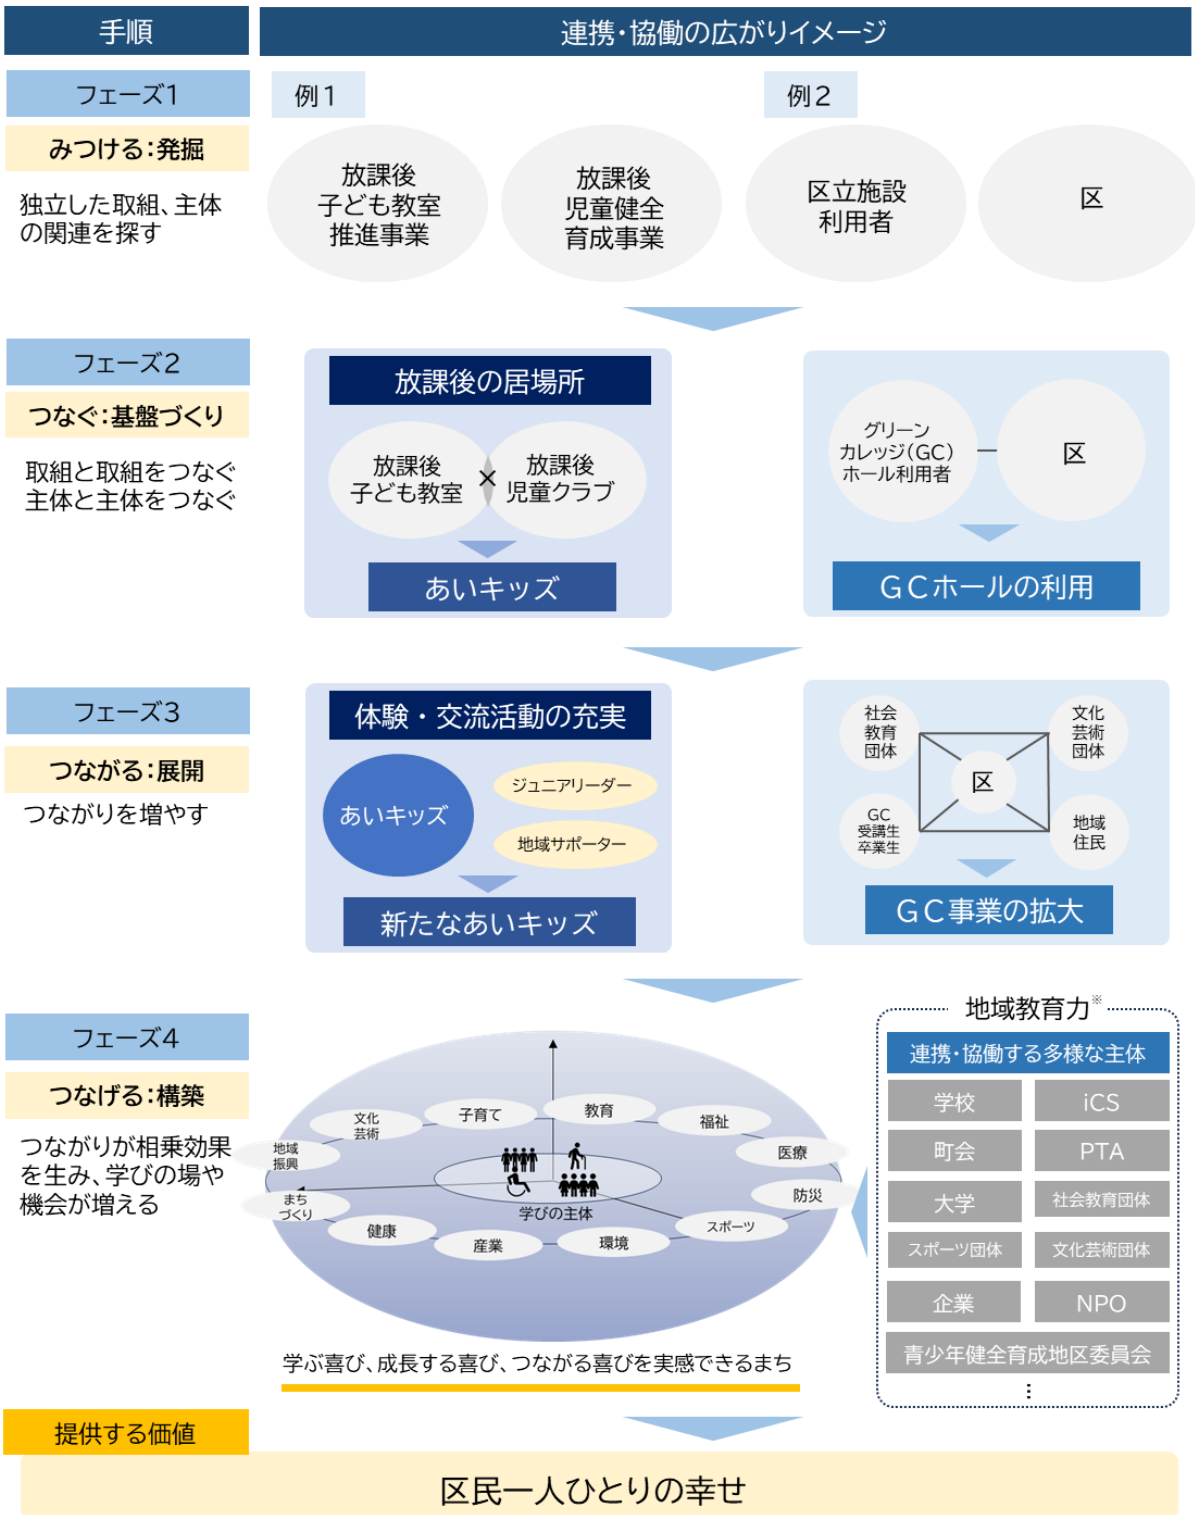 手順
連携・協働の広がりイメージ
フェーズ1
みつける：発掘
独立した取組、主体
の関連を探す
例１
放課後
子ども教室
推進事業
放課後
児童健全
育成事業
例２
区立施設
利用者
区
フェーズ2
つなぐ：基盤づくり
取組と取組をつなぐ
主体と主体をつなぐ
放課後の居場所
放課後
子ども教室
×
放課後
児童クラブ
あいキッズ
グリーン
カレッジ(GC)
ホール利用者
区
ＧＣホールの利用
フェーズ3
つながる：展開
つながりを増やす
体験・交流活動の充実
あいキッズ
ジュニアリーダー
地域サポーター
新たなあいキッズ
社会
教育
団体
文化
芸術
団体
区
GC
受講生
卒業生
地域
住民
ＧＣ事業の拡大
フェーズ4
つなげる：構築
つながりが相乗効果
を生み、学びの場や
機会が増える
地域
振興
文化
芸術
子育て
教育
福祉
医療
防災
スポーツ
環境
産業
健康
まち
づくり
学びの主体
学ぶ喜び、成長する喜び、つながる喜びを実感できるまち
地域教育力※
連携・協働する多様な主体
学校
iCS
町会
PTA
大学
社会教育団体
スポーツ団体
文化芸術団体
企業
NPO
青少年健全育成地区委員会
⋮
提供する価値
区民一人ひとりの幸せ